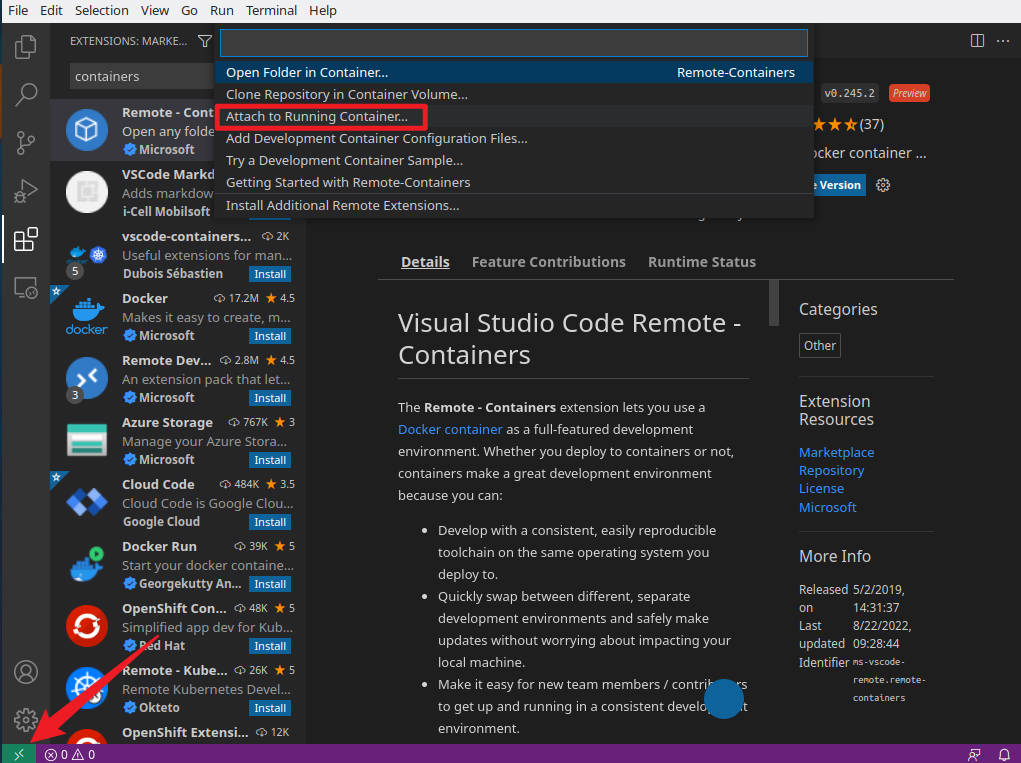 File Edit Selection View Go Run Terminal Help
EXTENSIONS: MARKE...
containers
Open Folder in Container... Remote-Containers
Clone Repository in Container Volume...
Attach to Running Container...
Add Development Container Configuration Files...
Try a Development Container Sample...
Getting Started with Remote-Containers
Install Additional Remote Extensions...
Remote - Cont
Open any folde
Microsoft
VSCode Markd
Adds markdow
i-Cell Mobilsoft
vscode-containers... 2K
Useful extensions for man...
5
Dubois Sébastien Install
Docker 17.2M 4.5
Makes it easy to create, m...
docker
Microsoft Install
Remote Dev... 2.8M 4.5
An extension pack that let...
3
Microsoft Install
Azure Storage 767K 3
Manage your Azure Stora...
Microsoft Install
Cloud Code 484K 3.5
Cloud Code is Google Clou...
Google Cloud Install
Docker Run 39K 5
Start your docker containe...
Georgekutty An... Install
OpenShift Con... 48K 5
Simplified app dev for Kub...
Red Hat Install
Remote - Kube... 26K 5
Remote Kubernetes Devel...
Okteto Install
OpenShift Extensi... 12K
v0.245.2 Preview
(37)
ocker container ...
e Version
Details Feature Contributions Runtime Status
Visual Studio Code Remote -
Containers
The Remote - Containers extension lets you use a
Docker container as a full-featured development
environment. Whether you deploy to containers or not,
containers make a great development environment
because you can:
• Develop with a consistent, easily reproducible
toolchain on the same operating system you
deploy to.
• Quickly swap between different, separate
development environments and safely make
updates without worrying about impacting your
local machine.
• Make it easy for new team members / contributors
to get up and running in a consistent development
environment.
Categories
Other
Extension
Resources
Marketplace
Repository
License
Microsoft
More Info
Released 5/2/2019,
on 14:31:37
Last 8/22/2022,
updated 09:28:44
Identifier ms-vscode-
remote.remote-
containers
0 0